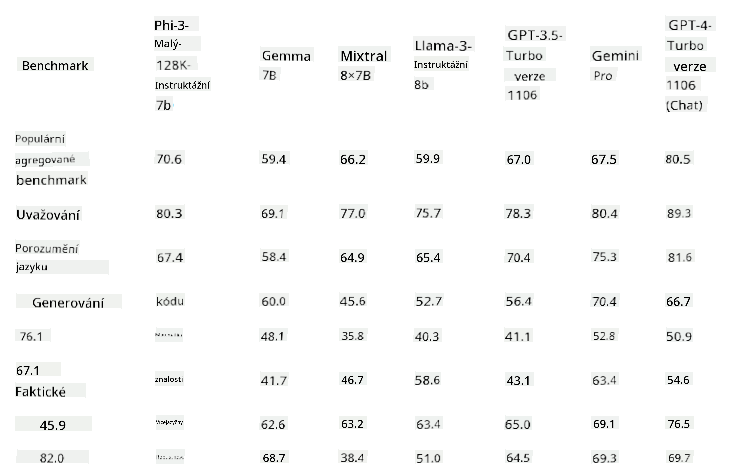 Benchmark Phi-3-Malý-128K-Instruktážní 7b Gemma 7B Mixtral 8×7B Llama-3-Instruktážní 8b GPT-3.5-Turbo verze 1106 Gemini Pro GPT-4-Turbo verze 1106 (Chat)
Populární agregované benchmark 70.6 59.4 66.2 59.9 67.0 67.5 80.5
Uvažování 80.3 69.1 77.0 75.7 78.3 80.4 89.3
Porozumění jazyku 67.4 58.4 64.9 65.4 70.4 75.3 81.6
Generování kódu 60.0 45.6 52.7 56.4 70.4 66.7
76.1 48.1 35.8 40.3 41.1 52.8 50.9
67.1 Faktické znalosti 41.7 46.7 58.6 43.1 63.4 54.6
45.9 62.6 63.2 63.4 65.0 69.1 76.5
82.0 68.7 38.4 51.0 64.5 69.3 69.7